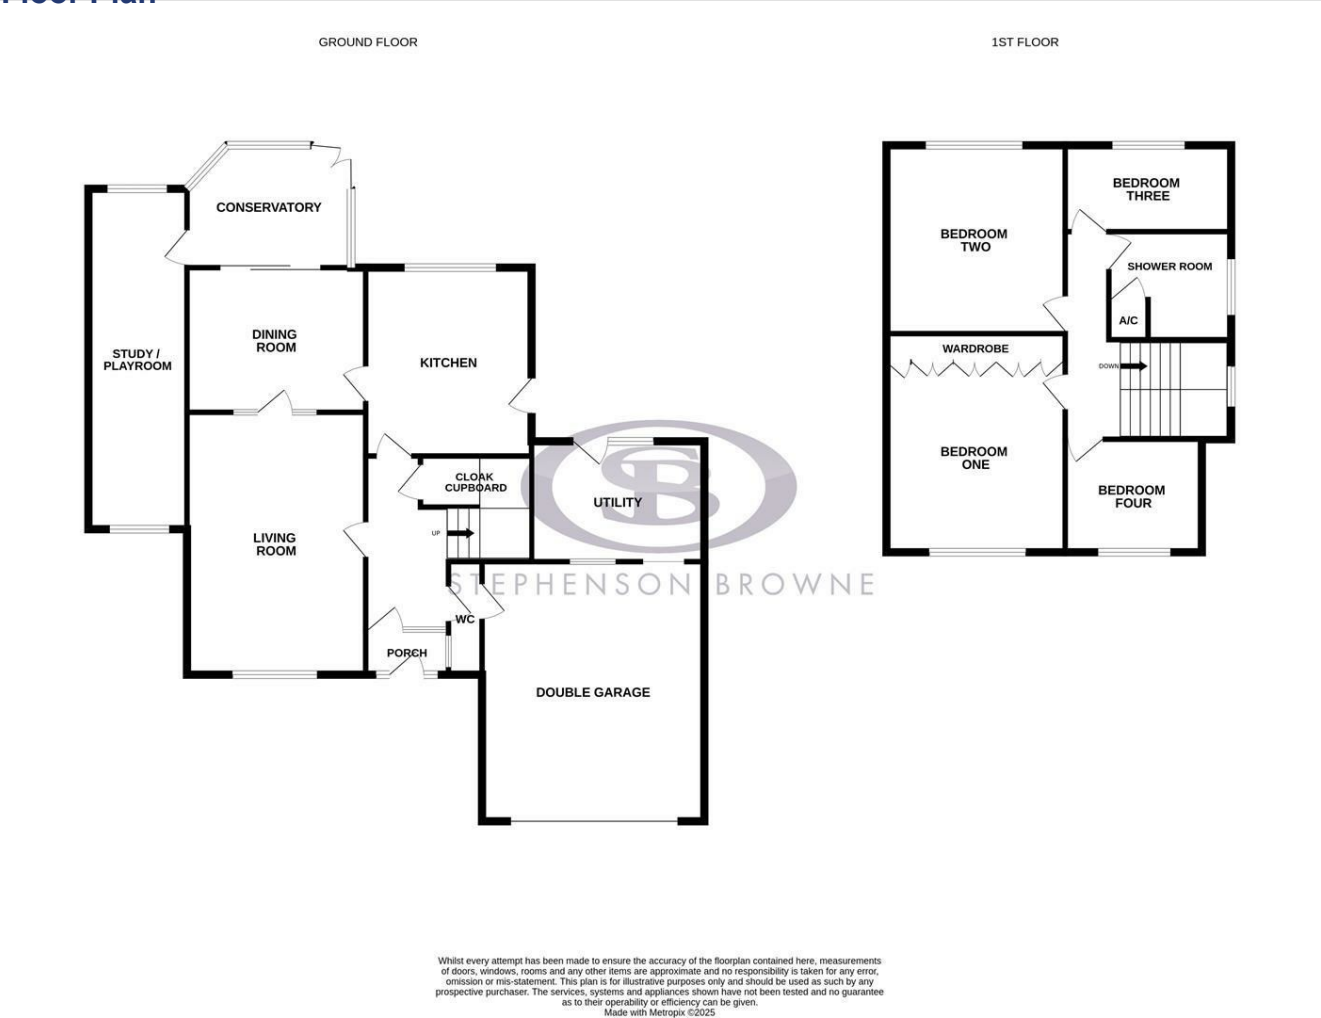 Floor Plan
GROUND FLOOR
1ST FLOOR
CONSERVATORY
DINING
ROOM
STUDY /
PLAYROOM
KITCHEN
CLOAK
CUPBOARD
UTILITY
LIVING
ROOM
UP
WC
PORCH
DOUBLE GARAGE
BEDROOM
THREE
BEDROOM
TWO
SHOWER ROOM
A/C
WARDROBE
DOWN
BEDROOM
ONE
BEDROOM
FOUR
SB
STEPHENSON BROWNE
Whilst every attempt has been made to ensure the accuracy of the floorplan contained here, measurements
of doors, windows, rooms and any other items are approximate and no responsibility is taken for any error,
omission or mis-statement. This plan is for illustrative purposes only and should be used as such by any
prospective purchaser. The services, systems and appliances shown have not been tested and no guarantee
as to their operability or efficiency can be given.
Made with Metropix ©2025